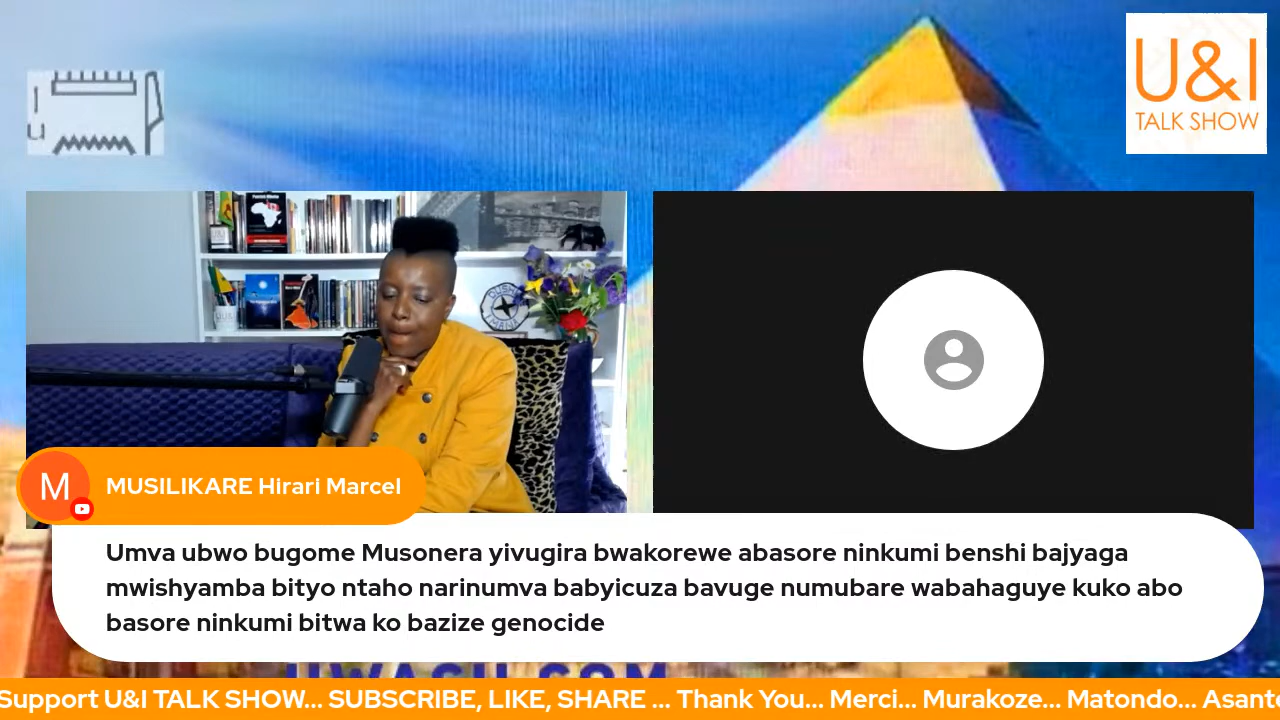 U&I
TALK SHOW
DUSHI
IMANA
M
MUSILIKARE Hirari Marcel
Umva ubwo bugome Musonera yivugira bwakorewe abasore ninkumi benshi bajyaga
mwishyamba bityo ntaho narinumva babyicuza bavuge numubare wabahaguye kuko abo
basore ninkumi bitwa ko bazize genocide
Support U&I TALK SHOW... SUBSCRIBE, LIKE, SHARE ... Thank You... Merci... Murakoze... Matondo... Asante